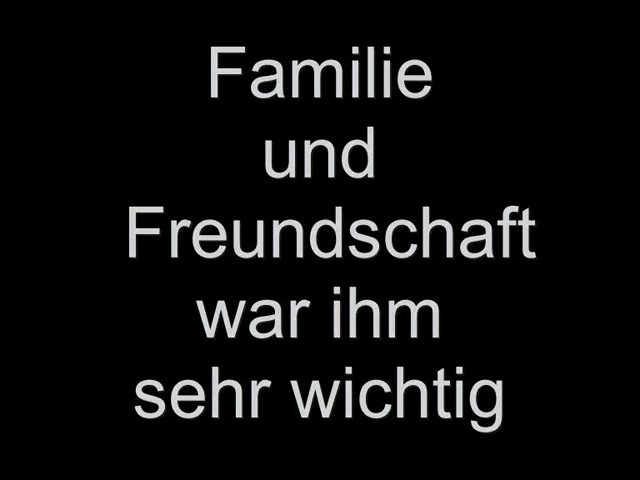 Familie
und
Freundschaft
war ihm
sehr wichtig